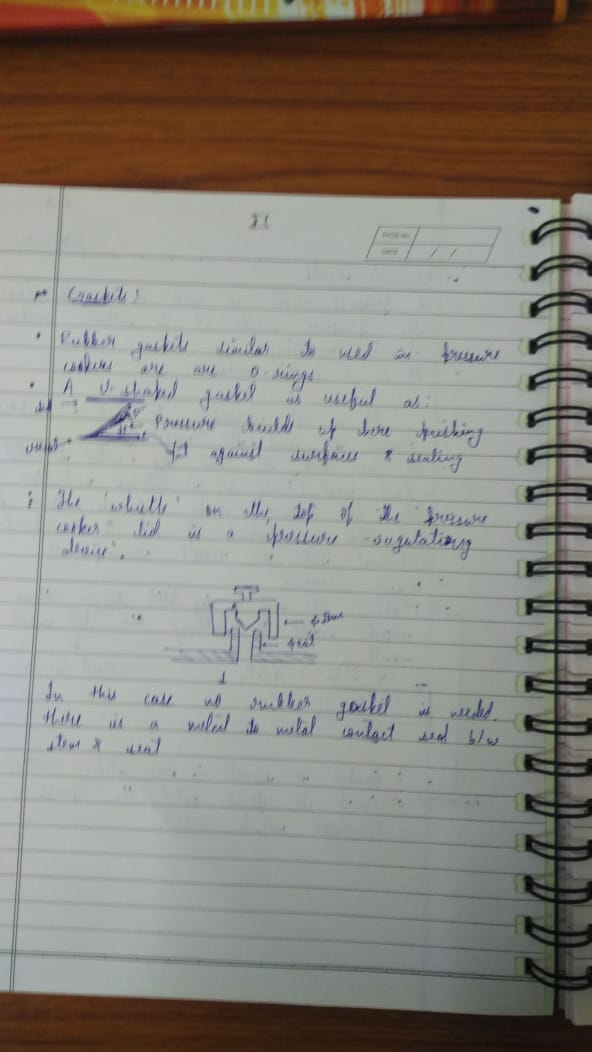 21
PAGE NO
DATE / /
Gaskets:
• Rubber gaskets similar to used in pressure
cookers are are O-rings
• A V-shaped gasket is useful as:
lid →
Pressure builds up here pushing
vessel →
it against surfaces & sealing
The 'whistle' on the top of the pressure
cooker lid is a pressure regulating
device.
← stem
← seat
In this case no rubber gasket is needed.
There is a metal to metal contact seal b/w
stem & seat